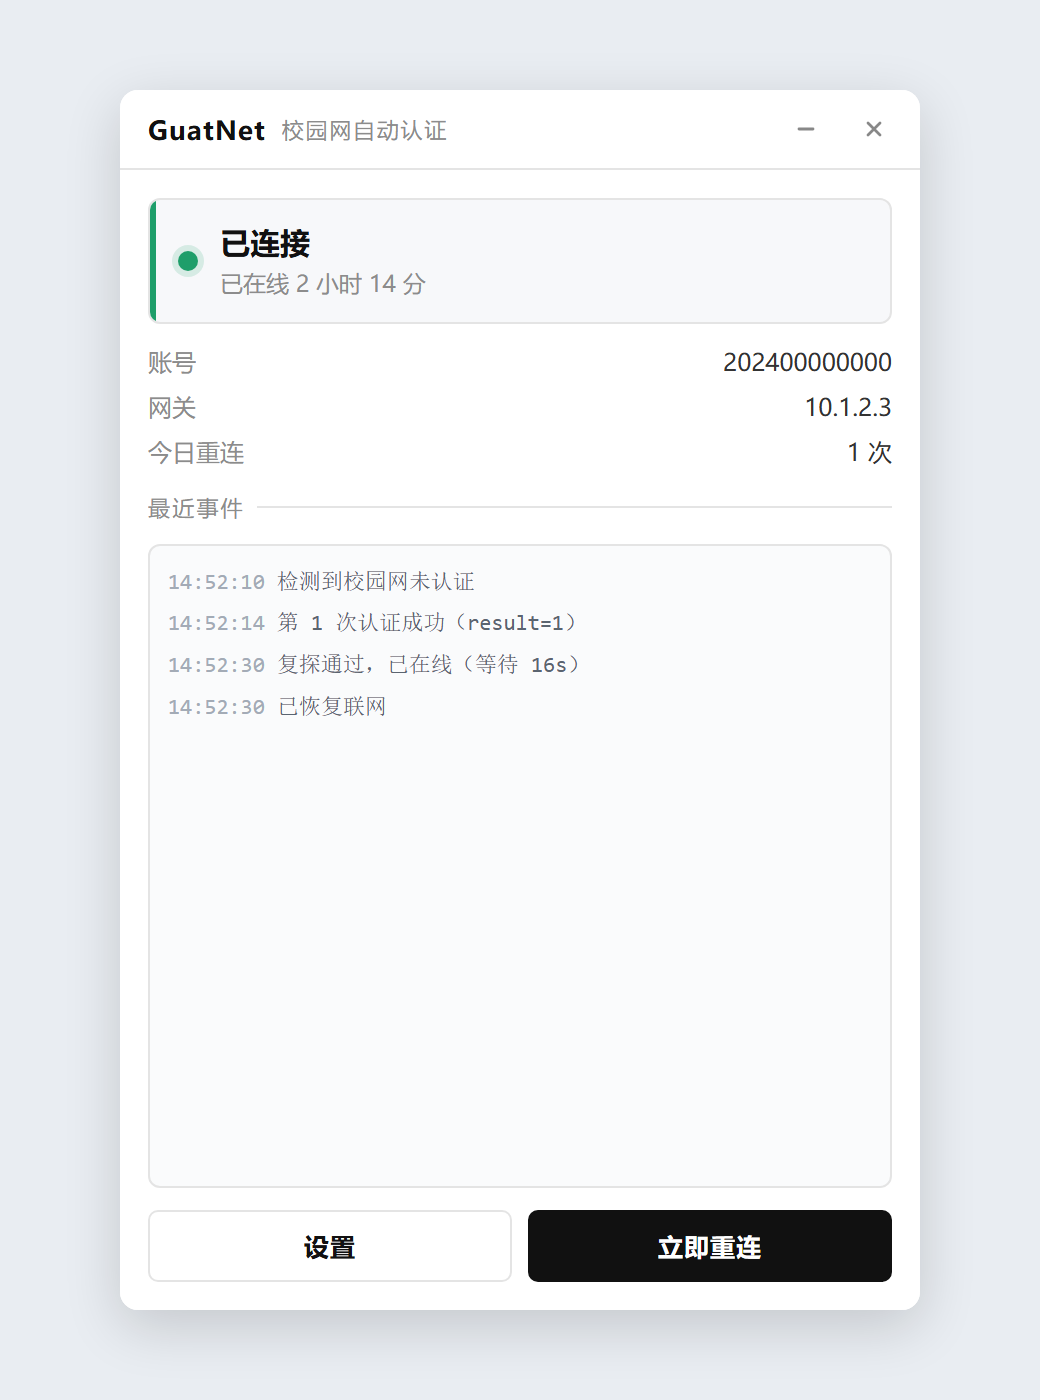 GuatNet 校园网自动认证
已连接
已在线 2 小时 14 分
账号 202400000000
网关 10.1.2.3
今日重连 1 次
最近事件
14:52:10 检测到校园网未认证
14:52:14 第 1 次认证成功（result=1）
14:52:30 复探通过，已在线（等待 16s）
14:52:30 已恢复联网
设置 立即重连